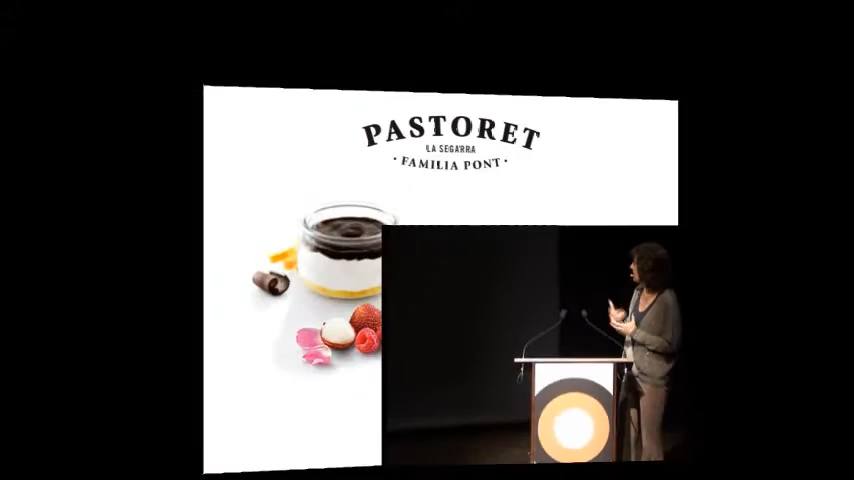 PASTORET
LA SEGARRA
· FAMILIA PONT ·